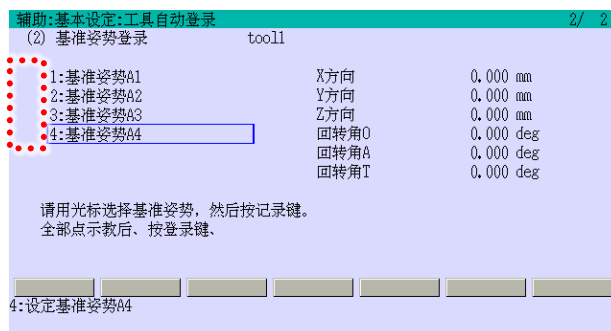 辅助:基本设定:工具自动登录 2/ 2
(2) 基准姿势登录 tool1
1:基准姿势A1 X方向 0.000 mm
2:基准姿势A2 Y方向 0.000 mm
3:基准姿势A3 Z方向 0.000 mm
4:基准姿势A4 回转角O 0.000 deg
回转角A 0.000 deg
回转角T 0.000 deg
请用光标选择基准姿势，然后按记录键。
全部点示教后、按登录键、
4:设定基准姿势A4